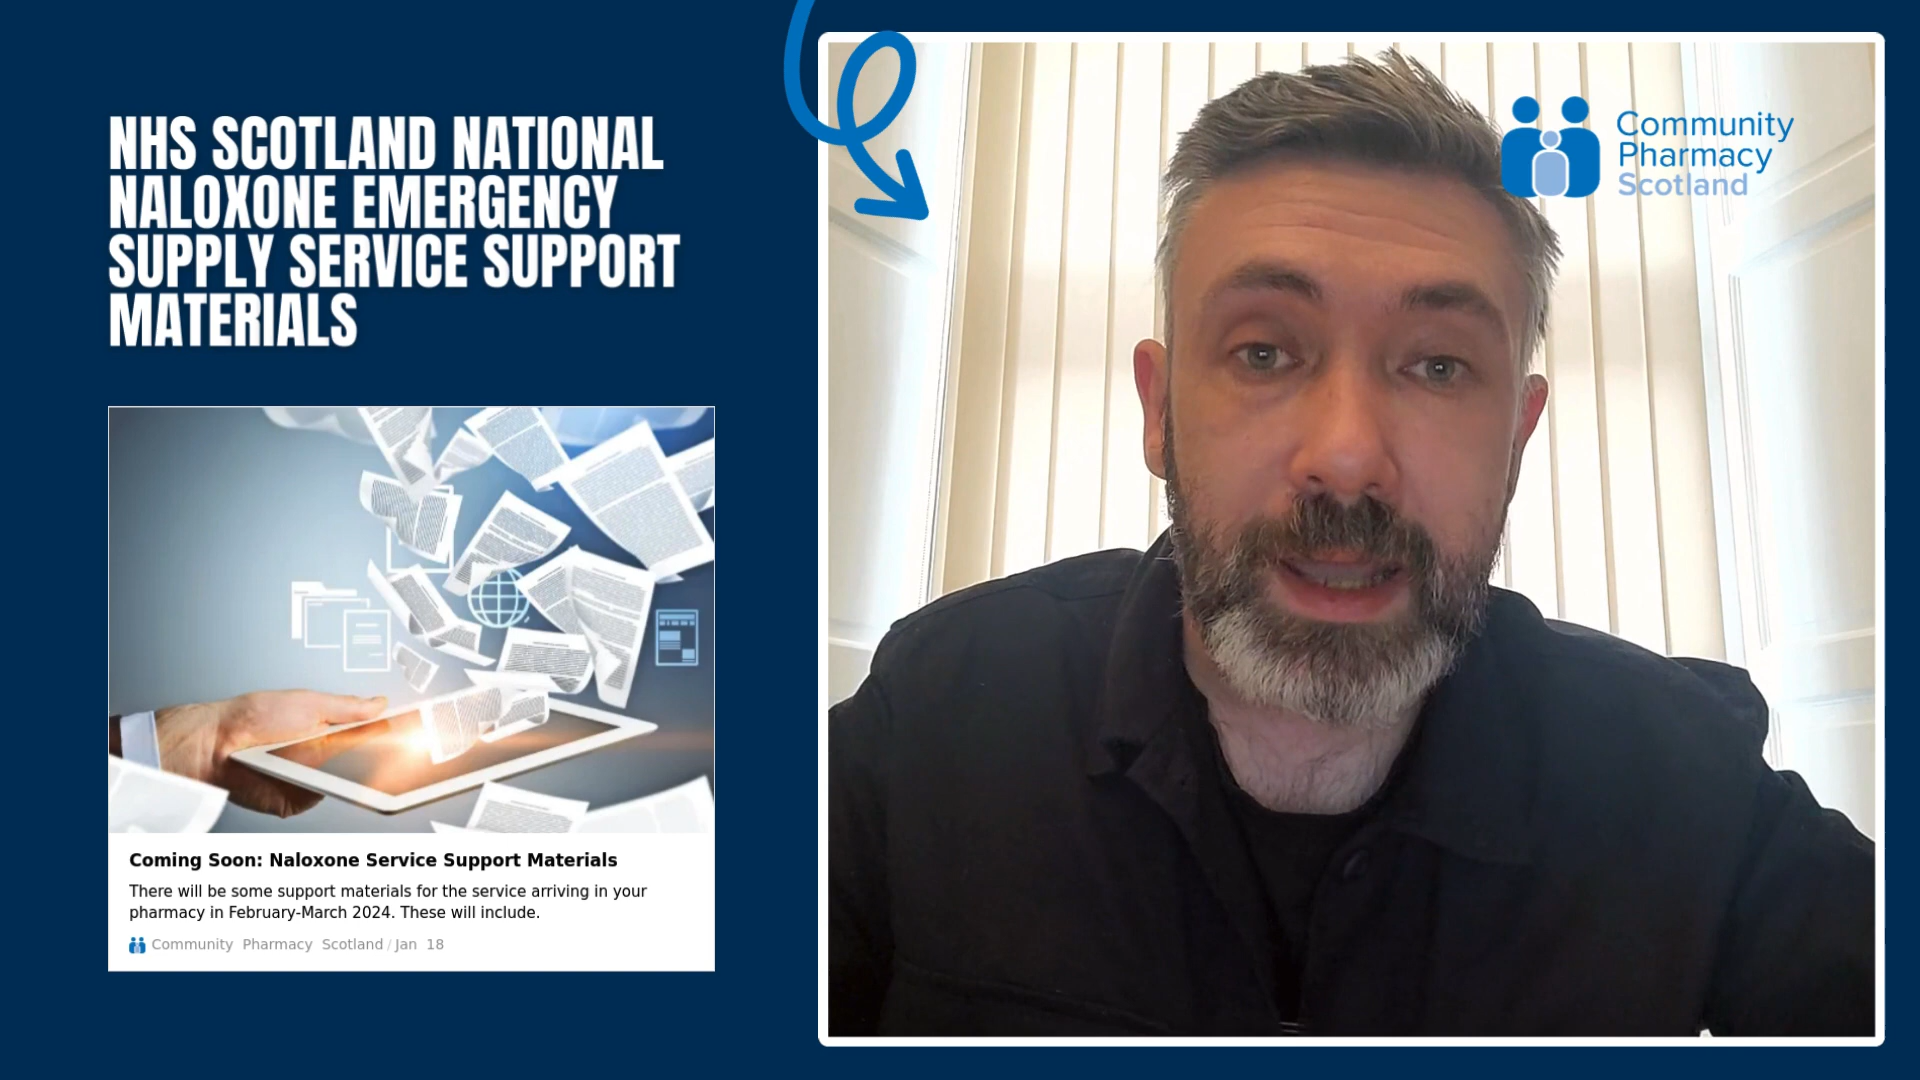 NHS SCOTLAND NATIONAL
NALOXONE EMERGENCY
SUPPLY SERVICE SUPPORT
MATERIALS
Coming Soon: Naloxone Service Support Materials
There will be some support materials for the service arriving in your
pharmacy in February-March 2024. These will include.
Community Pharmacy Scotland / Jan 18
Community
Pharmacy
Scotland